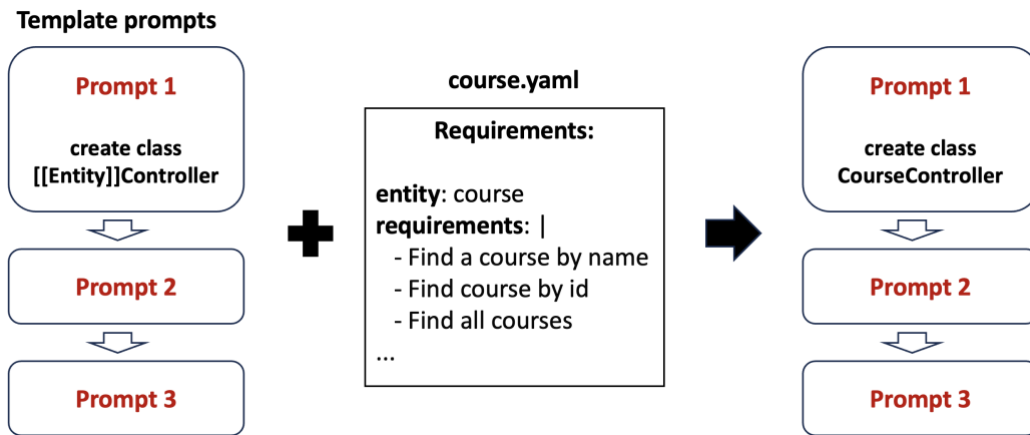 Template prompts
Prompt 1
create class
[[Entity]]Controller
Prompt 2
Prompt 3
course.yaml
Requirements:
entity: course
requirements: |
- Find a course by name
- Find course by id
- Find all courses
...
Prompt 1
create class
CourseController
Prompt 2
Prompt 3